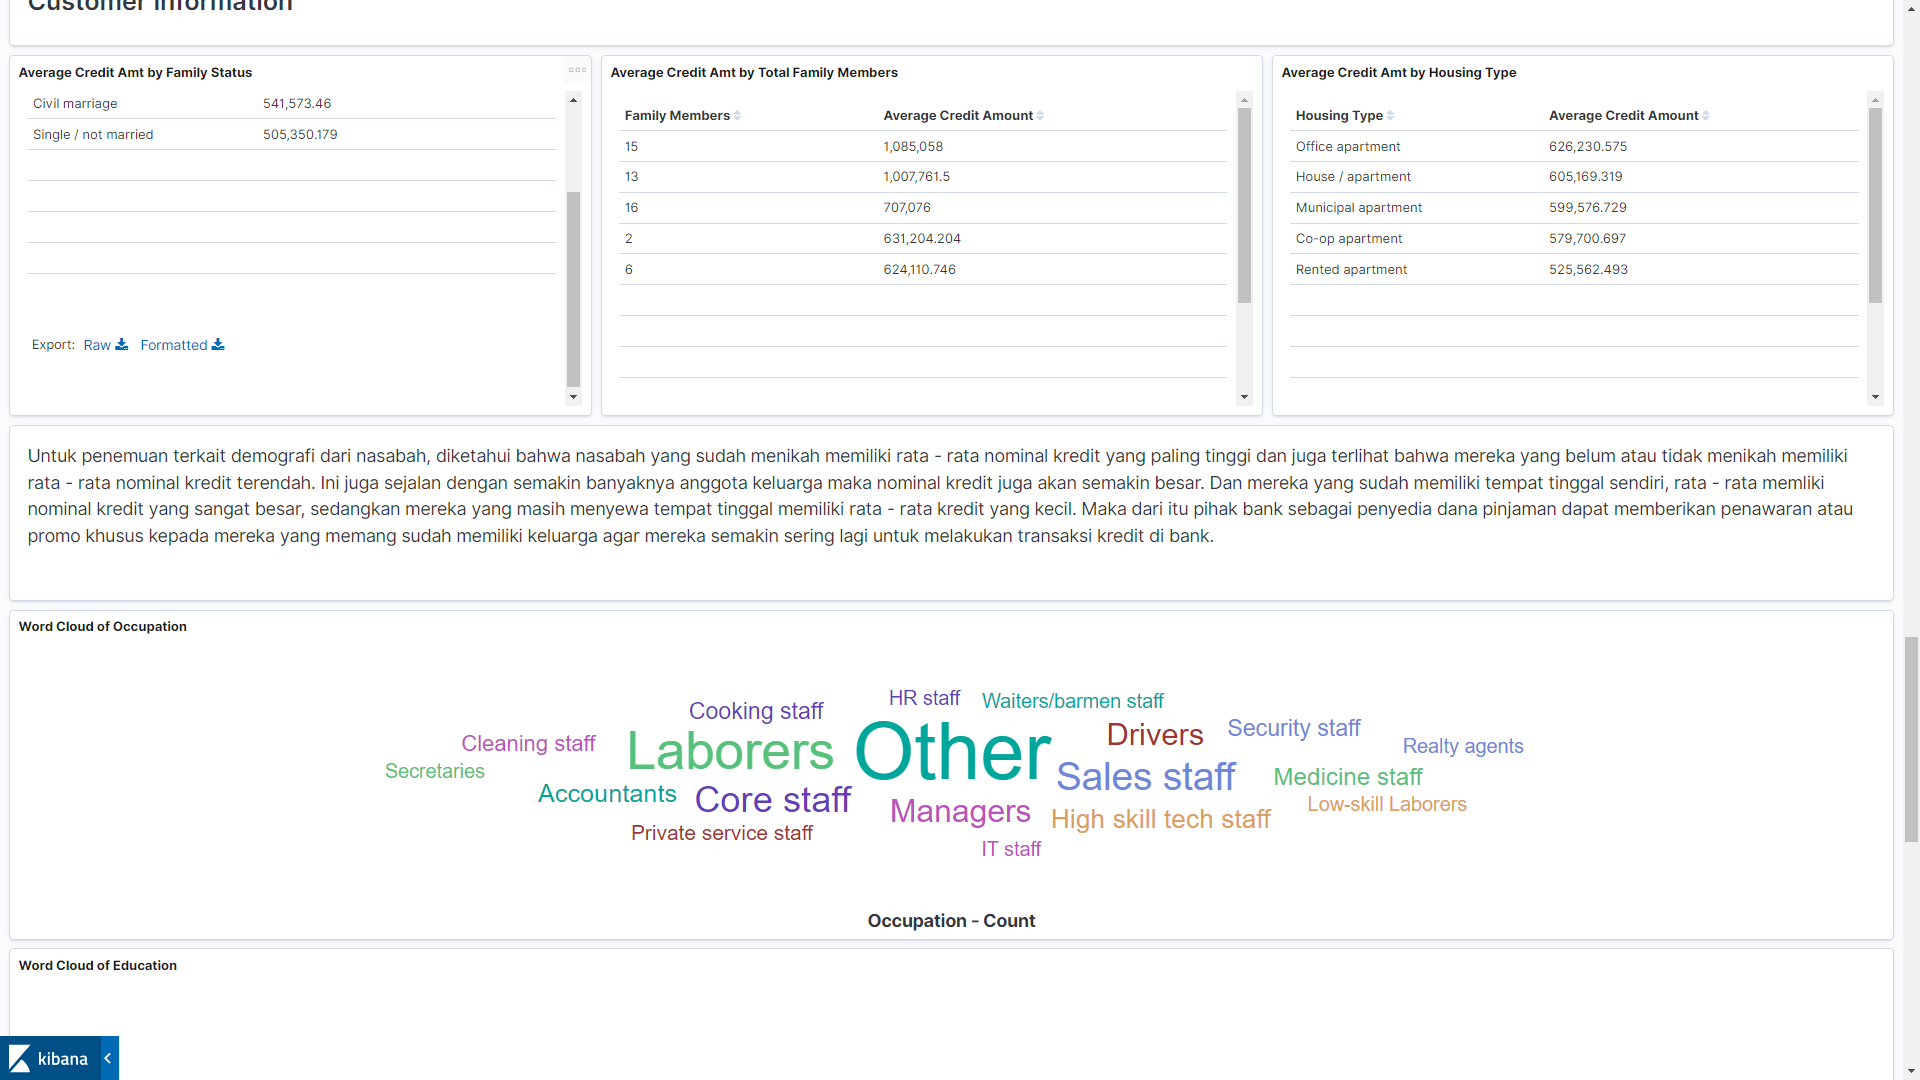 Customer Information
Average Credit Amt by Family Status
Civil marriage 541,573.46
Single / not married 505,350.179
Export: Raw Formatted
Average Credit Amt by Total Family Members
Family Members Average Credit Amount
15 1,085,058
13 1,007,761.5
16 707,076
2 631,204.204
6 624,110.746
Average Credit Amt by Housing Type
Housing Type Average Credit Amount
Office apartment 626,230.575
House / apartment 605,169.319
Municipal apartment 599,576.729
Co-op apartment 579,700.697
Rented apartment 525,562.493
Untuk penemuan terkait demografi dari nasabah, diketahui bahwa nasabah yang sudah menikah memiliki rata - rata nominal kredit yang paling tinggi dan juga terlihat bahwa mereka yang belum atau tidak menikah memiliki
rata - rata nominal kredit terendah. Ini juga sejalan dengan semakin banyaknya anggota keluarga maka nominal kredit juga akan semakin besar. Dan mereka yang sudah memiliki tempat tinggal sendiri, rata - rata memliki
nominal kredit yang sangat besar, sedangkan mereka yang masih menyewa tempat tinggal memiliki rata - rata kredit yang kecil. Maka dari itu pihak bank sebagai penyedia dana pinjaman dapat memberikan penawaran atau
promo khusus kepada mereka yang memang sudah memiliki keluarga agar mereka semakin sering lagi untuk melakukan transaksi kredit di bank.
Word Cloud of Occupation
HR staff
Waiters/barmen staff
Cooking staff
Security staff
Drivers
Cleaning staff
Laborers
Other
Realty agents
Secretaries
Sales staff
Medicine staff
Accountants
Core staff
Low-skill Laborers
Managers
High skill tech staff
Private service staff
IT staff
Occupation - Count
Word Cloud of Education
kibana